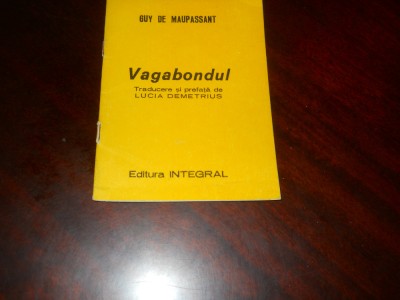 GUY DE MAUPASSANT
Vagabondul
Traducere și prefață de
LUCIA DEMETRIUS
Editura INTEGRAL